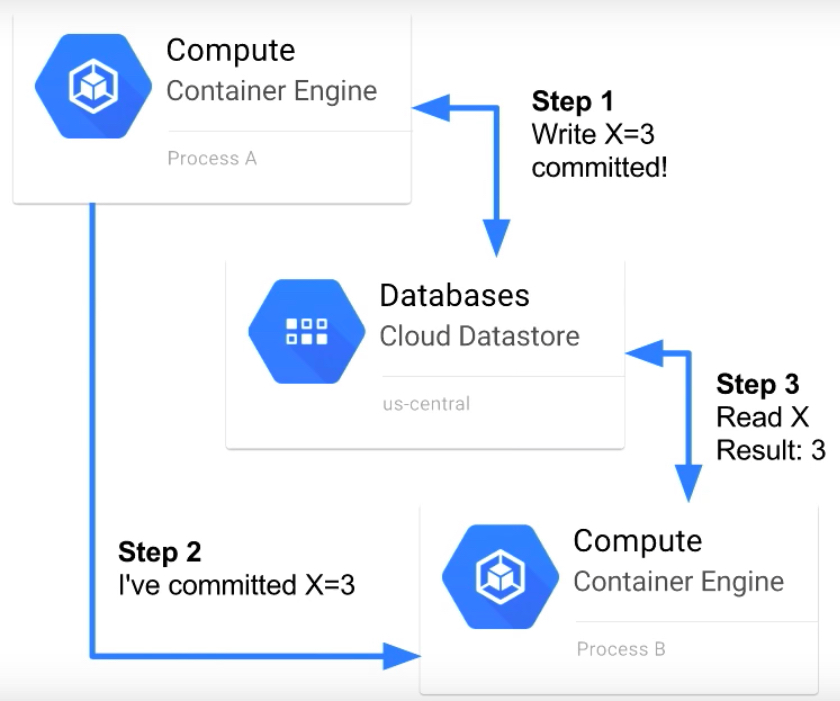 Compute
Container Engine
Process A
Step 1
Write X=3
committed!
Databases
Cloud Datastore
us-central
Step 3
Read X
Result: 3
Step 2
I've committed X=3
Compute
Container Engine
Process B